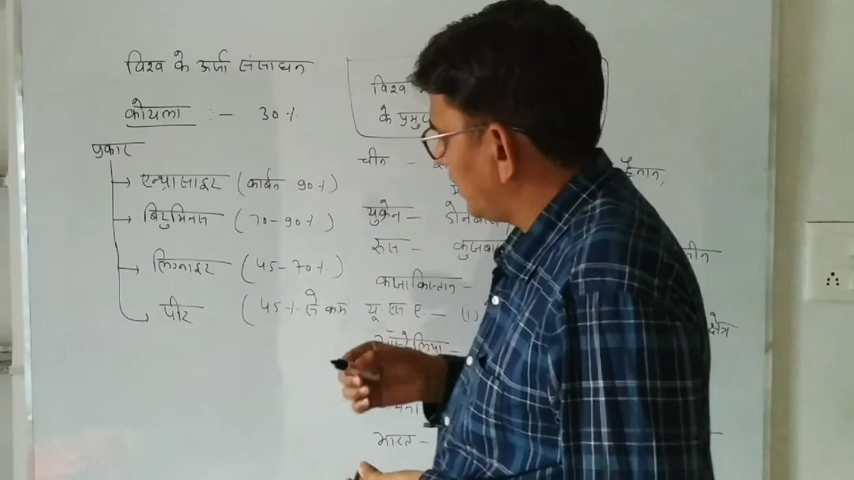 विश्व के ऊर्जा संसाधन
कोयला :- 30%
प्रकार
एन्थ्रासाइट (कार्बन 90%)
बिटुमिनस (70-90%)
लिग्नाइट (45-70%)
पीट (45% से कम
विश्व
के प्रमु
चीन -
हैनान,
युक्रेन - डोनबास
रूस - कुजबा
कजाकिस्तान -
यू.एस.ए - (1)
क्षेत्र
भारत -